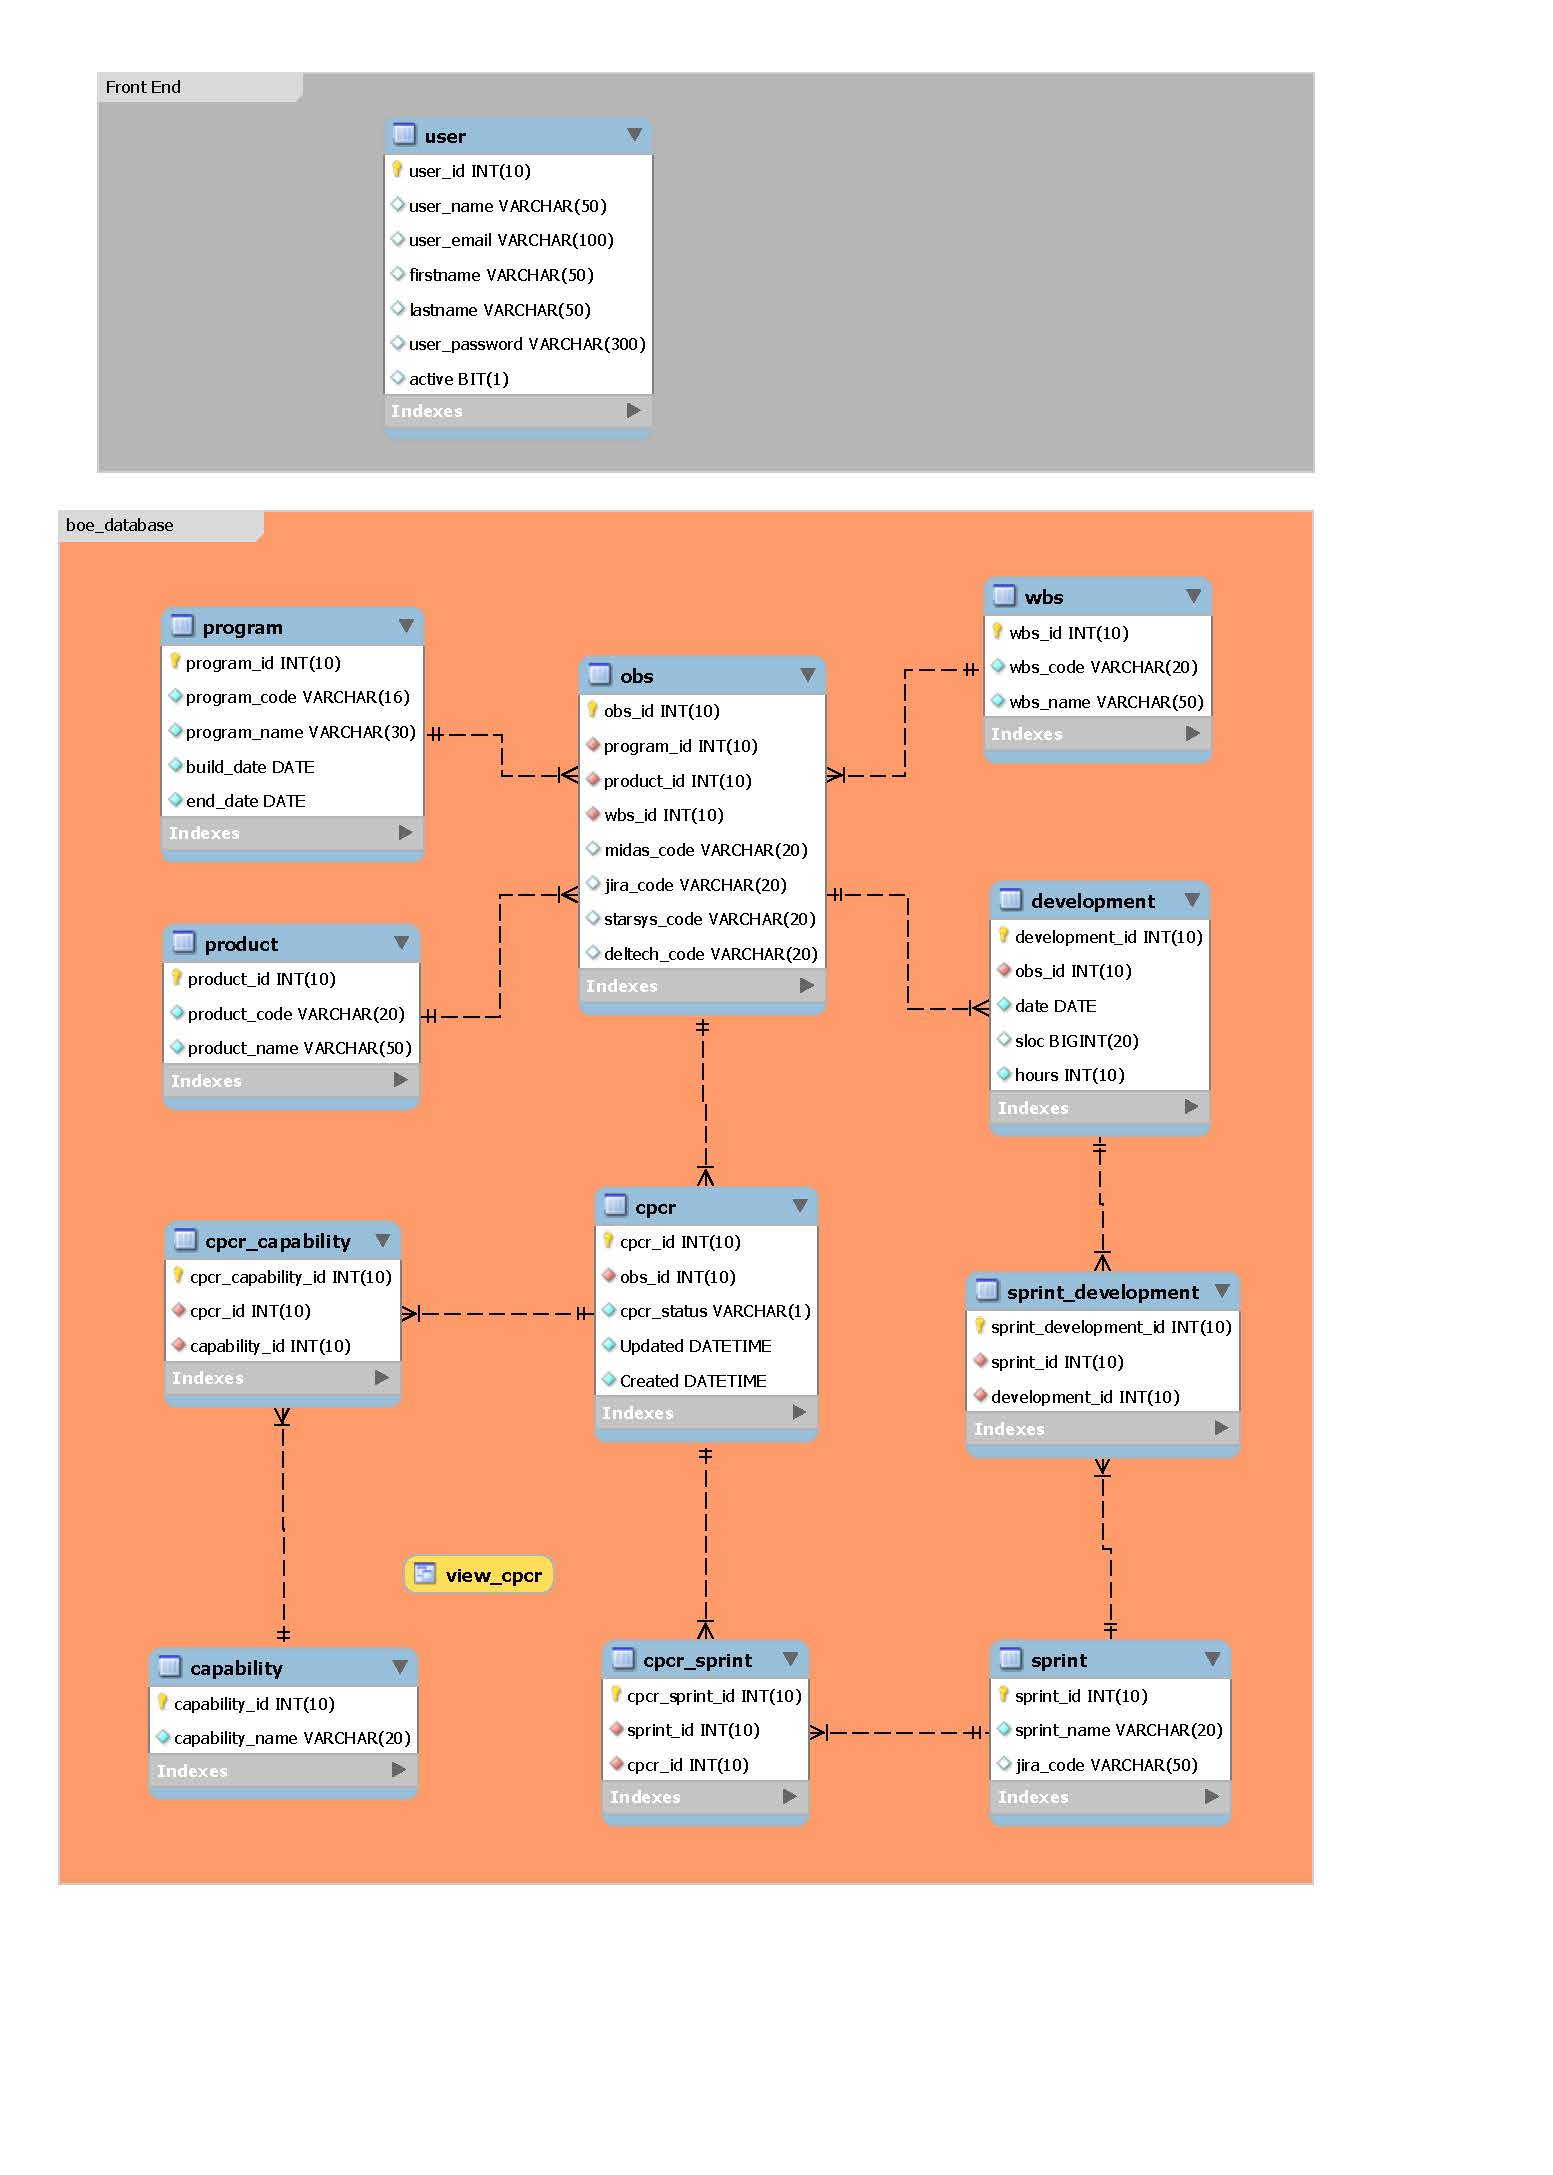 Front End
user
user_id INT(10)
user_name VARCHAR(50)
user_email VARCHAR(100)
firstname VARCHAR(50)
lastname VARCHAR(50)
user_password VARCHAR(300)
active BIT(1)
Indexes
boe_database
program
program_id INT(10)
program_code VARCHAR(16)
program_name VARCHAR(30)
build_date DATE
end_date DATE
Indexes
obs
obs_id INT(10)
program_id INT(10)
product_id INT(10)
wbs_id INT(10)
midas_code VARCHAR(20)
jira_code VARCHAR(20)
starsys_code VARCHAR(20)
deltech_code VARCHAR(20)
Indexes
wbs
wbs_id INT(10)
wbs_code VARCHAR(20)
wbs_name VARCHAR(50)
Indexes
product
product_id INT(10)
product_code VARCHAR(20)
product_name VARCHAR(50)
Indexes
development
development_id INT(10)
obs_id INT(10)
date DATE
sloc BIGINT(20)
hours INT(10)
Indexes
cpcr_capability
cpcr_capability_id INT(10)
cpcr_id INT(10)
capability_id INT(10)
Indexes
cpcr
cpcr_id INT(10)
obs_id INT(10)
cpcr_status VARCHAR(1)
Updated DATETIME
Created DATETIME
Indexes
sprint_development
sprint_development_id INT(10)
sprint_id INT(10)
development_id INT(10)
Indexes
view_cpcr
capability
capability_id INT(10)
capability_name VARCHAR(20)
Indexes
cpcr_sprint
cpcr_sprint_id INT(10)
sprint_id INT(10)
cpcr_id INT(10)
Indexes
sprint
sprint_id INT(10)
sprint_name VARCHAR(20)
jira_code VARCHAR(50)
Indexes